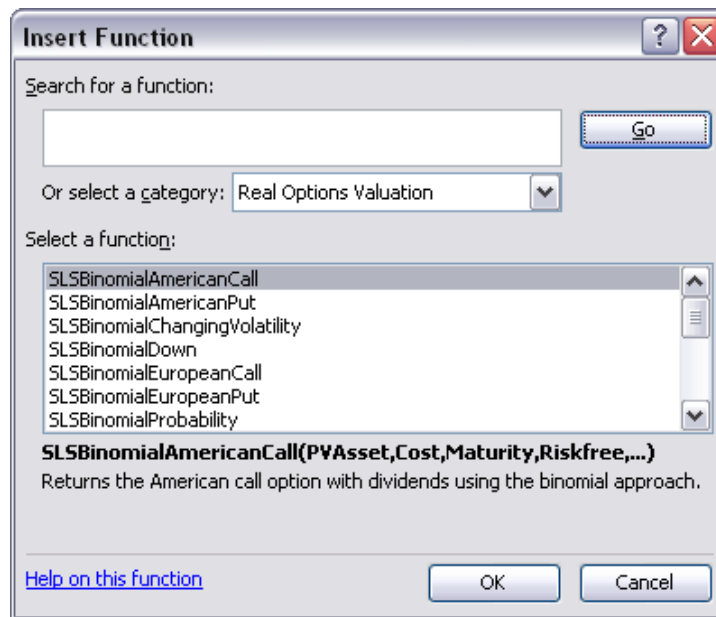 Insert Function
Search for a function:
Go
Or select a category: Real Options Valuation
Select a function:
SLSBinomialAmericanCall
SLSBinomialAmericanPut
SLSBinomialChangingVolatility
SLSBinomialDown
SLSBinomialEuropeanCall
SLSBinomialEuropeanPut
SLSBinomialProbability
SLSBinomialAmericanCall(PVAsset,Cost,Maturity,Riskfree,...)
Returns the American call option with dividends using the binomial approach.
Help on this function OK Cancel